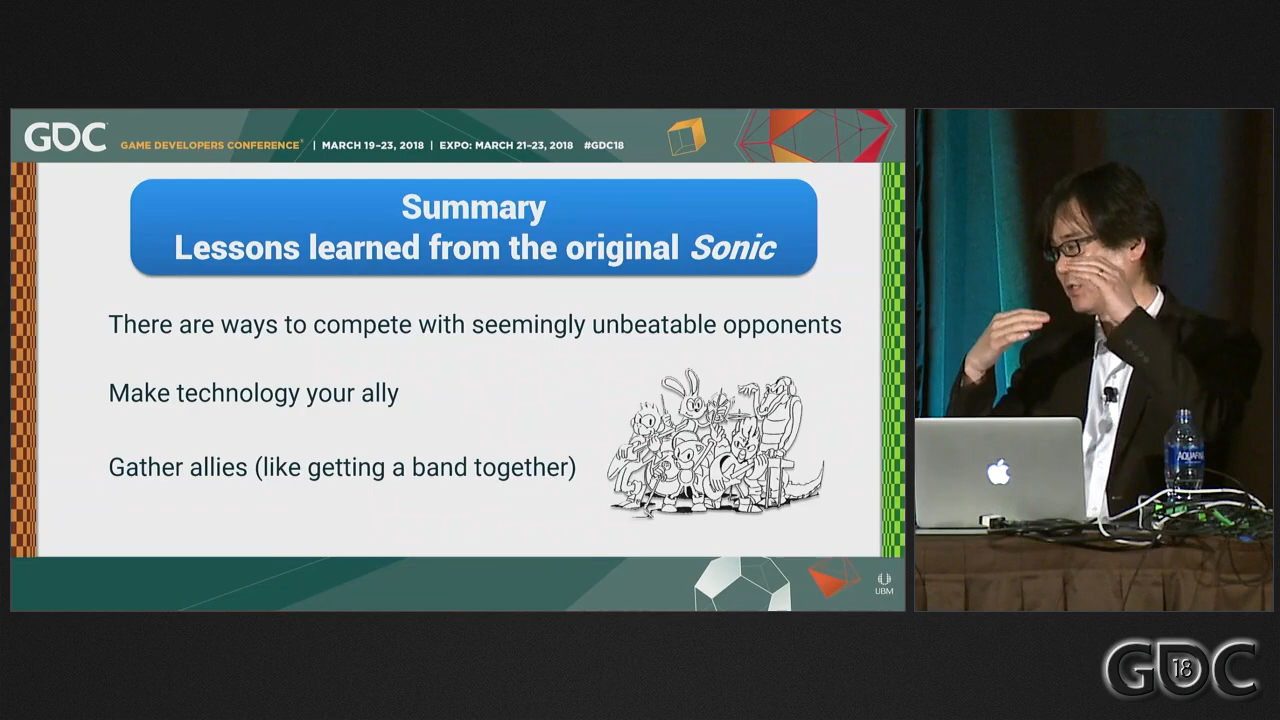 GDC
GAME DEVELOPERS CONFERENCE® | MARCH 19–23, 2018 | EXPO: MARCH 21–23, 2018 #GDC18
Summary
Lessons learned from the original Sonic
There are ways to compete with seemingly unbeatable opponents
Make technology your ally
Gather allies (like getting a band together)
UBM
AQUAFINA
GDC
18